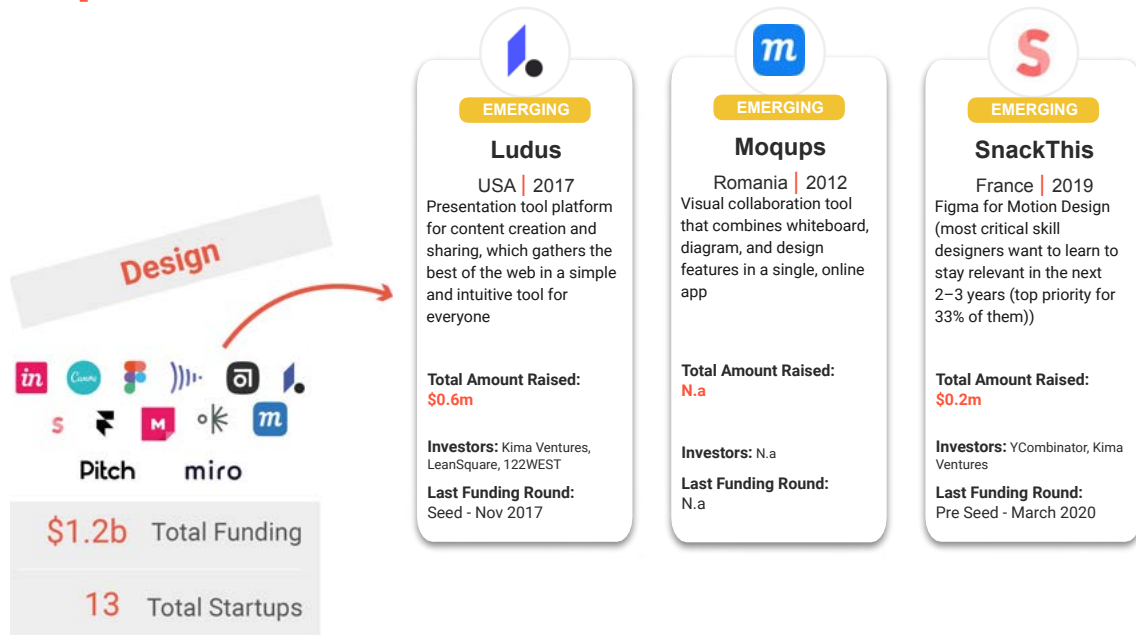 Design
in
Canva
M
m
S
Pitch
miro
$1.2b Total Funding
13 Total Startups
EMERGING
Ludus
USA | 2017
Presentation tool platform
for content creation and
sharing, which gathers the
best of the web in a simple
and intuitive tool for
everyone
Total Amount Raised:
$0.6m
Investors: Kima Ventures,
LeanSquare, 122WEST
Last Funding Round:
Seed - Nov 2017
m
EMERGING
Moqups
Romania | 2012
Visual collaboration tool
that combines whiteboard,
diagram, and design
features in a single, online
app
Total Amount Raised:
N.a
Investors: N.a
Last Funding Round:
N.a
S
EMERGING
SnackThis
France | 2019
Figma for Motion Design
(most critical skill
designers want to learn to
stay relevant in the next
2–3 years (top priority for
33% of them))
Total Amount Raised:
$0.2m
Investors: YCombinator, Kima
Ventures
Last Funding Round:
Pre Seed - March 2020